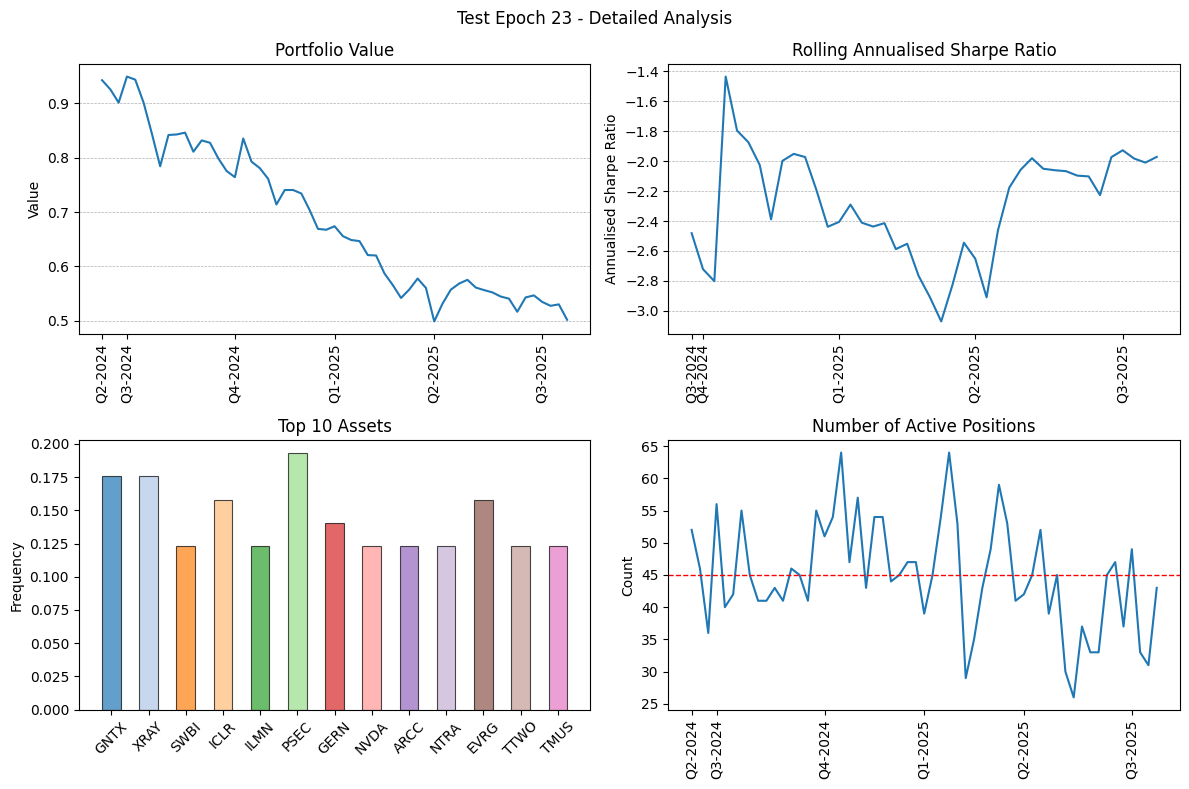 Test Epoch 23 - Detailed Analysis
Portfolio Value
Value
0.9
0.8
0.7
0.6
0.5
Q2-2024
Q3-2024
Q4-2024
Q1-2025
Q2-2025
Q3-2025
Rolling Annualised Sharpe Ratio
Annualised Sharpe Ratio
−1.4
−1.6
−1.8
−2.0
−2.2
−2.4
−2.6
−2.8
−3.0
Q3-2024
Q4-2024
Q1-2025
Q2-2025
Q3-2025
Top 10 Assets
Frequency
0.200
0.175
0.150
0.125
0.100
0.075
0.050
0.025
0.000
GNTX
XRAY
SWBI
ICLR
ILMN
PSEC
GERN
NVDA
ARCC
NTRA
EVRG
TTWO
TMUS
Number of Active Positions
Count
65
60
55
50
45
40
35
30
25
Q2-2024
Q3-2024
Q4-2024
Q1-2025
Q2-2025
Q3-2025